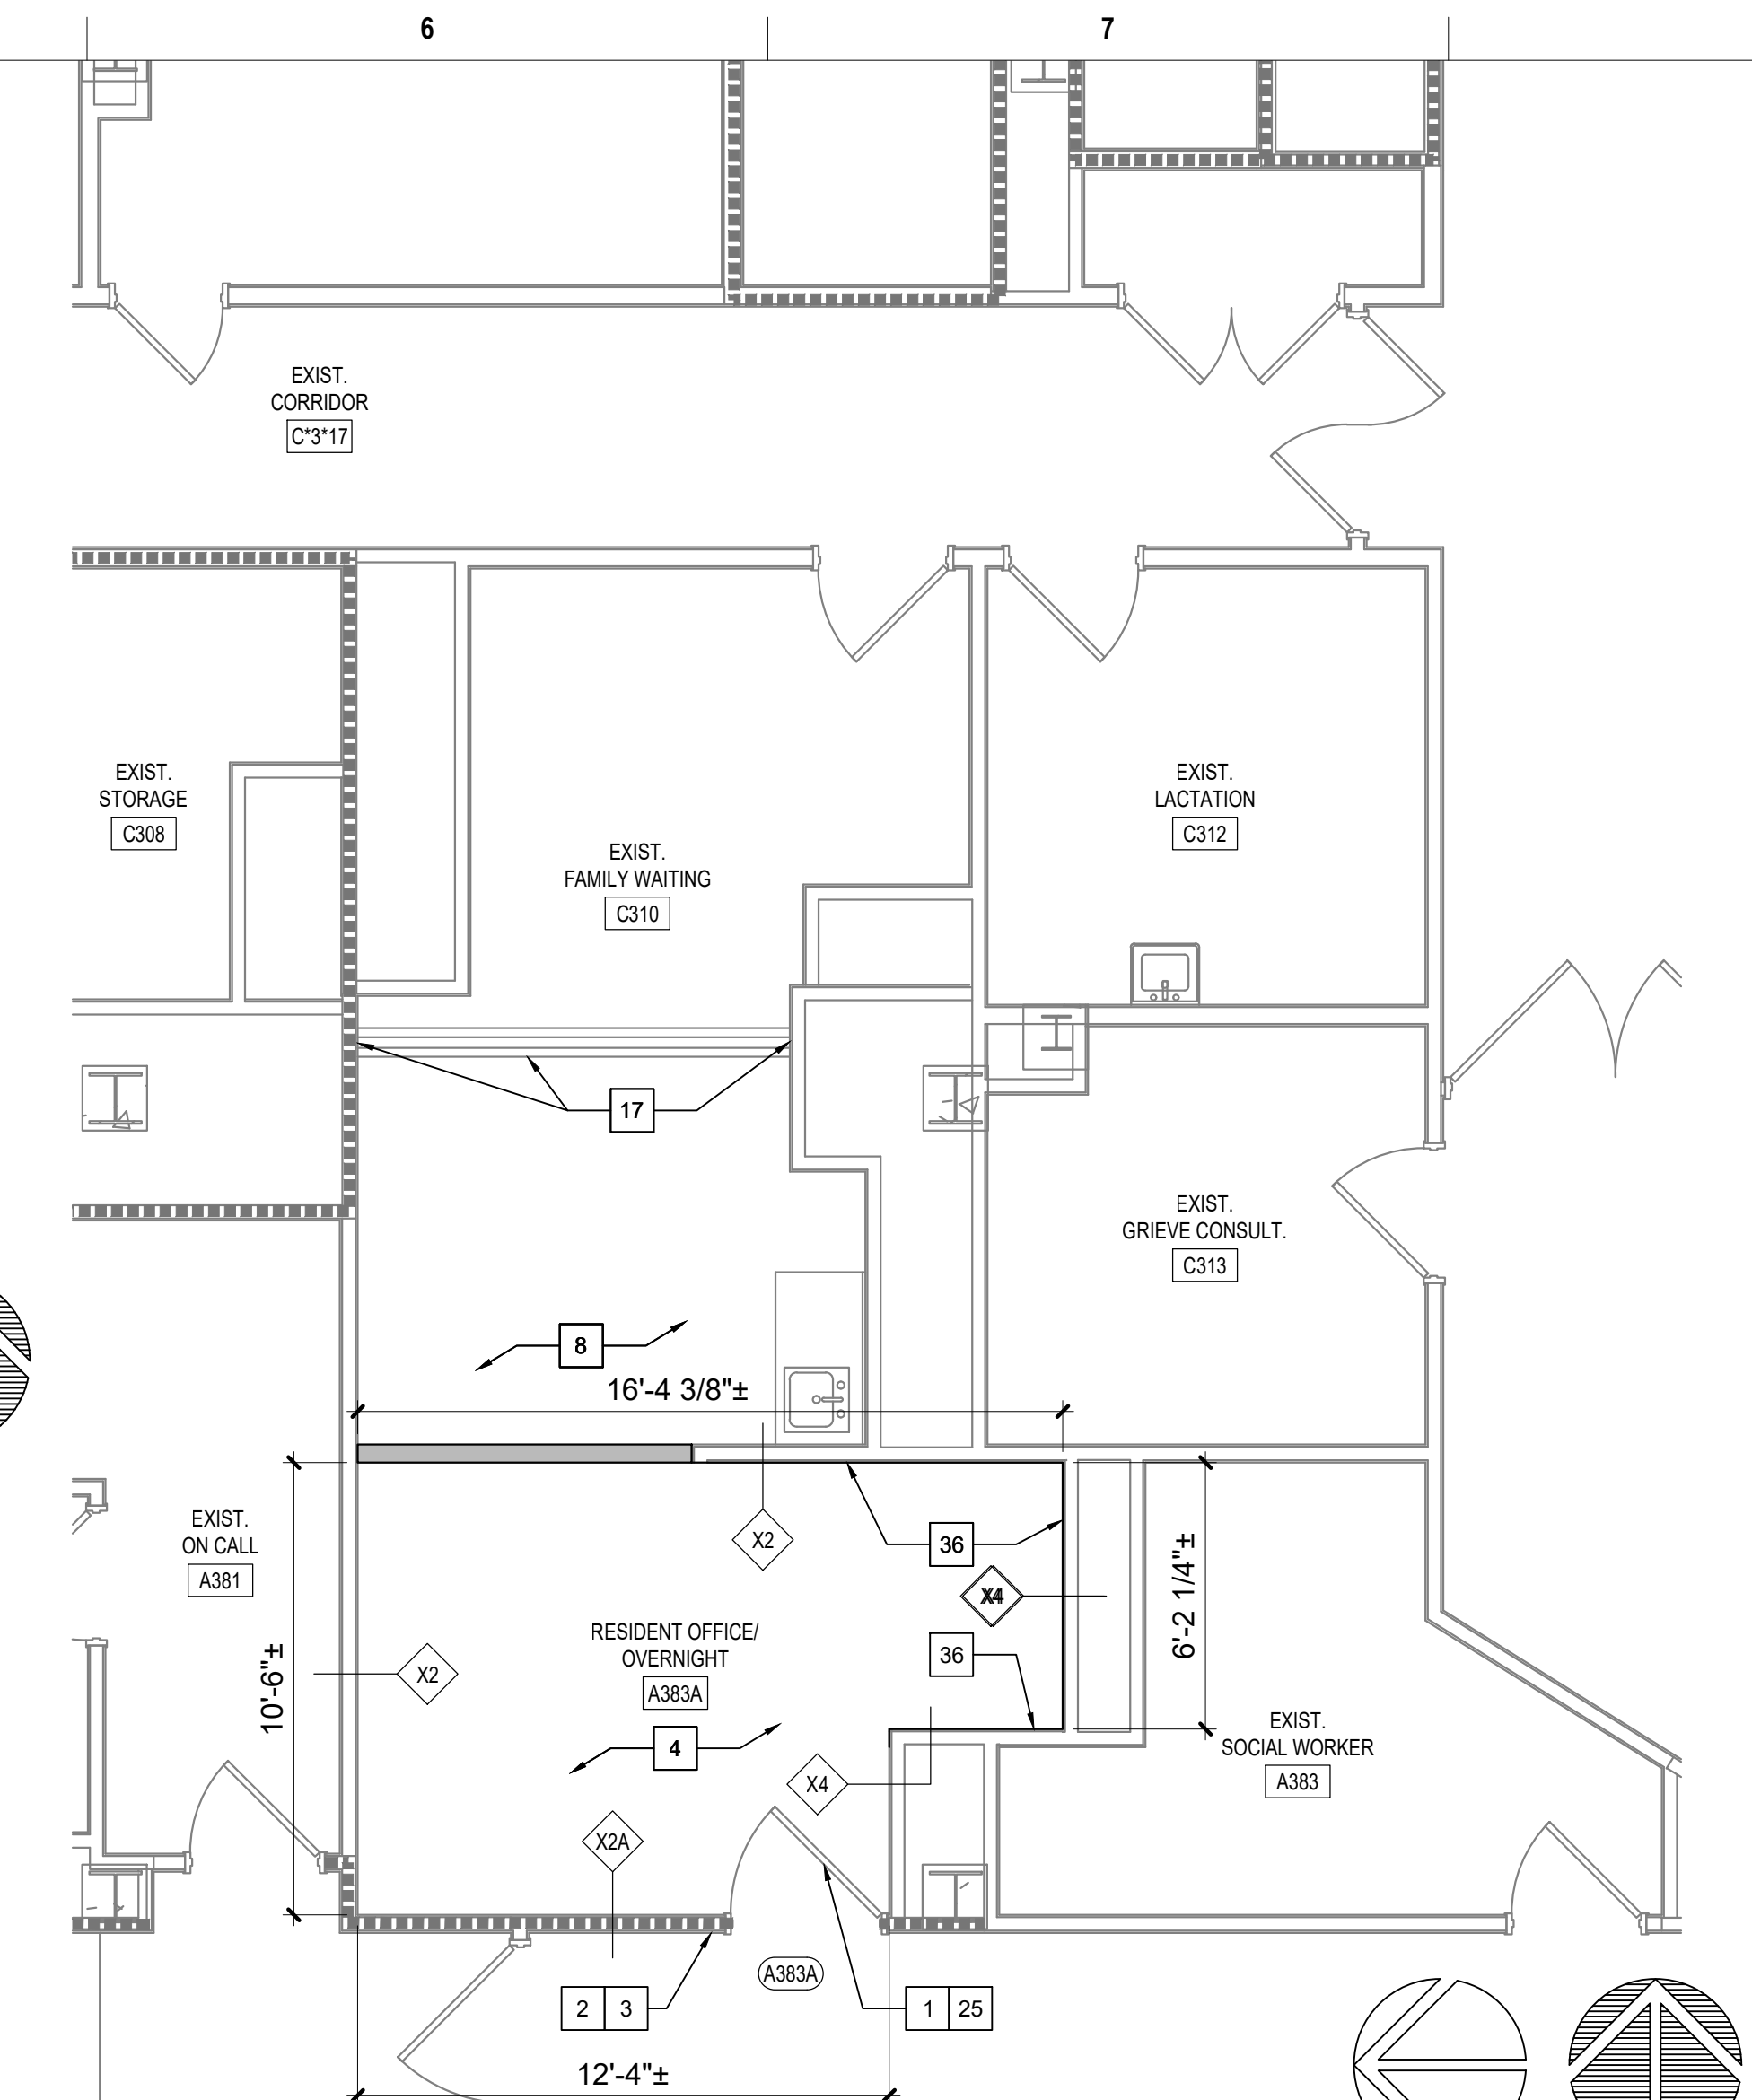 6
7
EXIST.
CORRIDOR
C*3*17
EXIST.
STORAGE
C308
EXIST.
FAMILY WAITING
C310
EXIST.
LACTATION
C312
17
EXIST.
GRIEVE CONSULT.
C313
8
16'-4 3/8"±
EXIST.
ON CALL
A381
X2
36
X4
6'-2 1/4"±
10'-6"±
X2
RESIDENT OFFICE/
OVERNIGHT
A383A
36
4
X4
EXIST.
SOCIAL WORKER
A383
X2A
A383A
2 3
1 25
12'-4"±